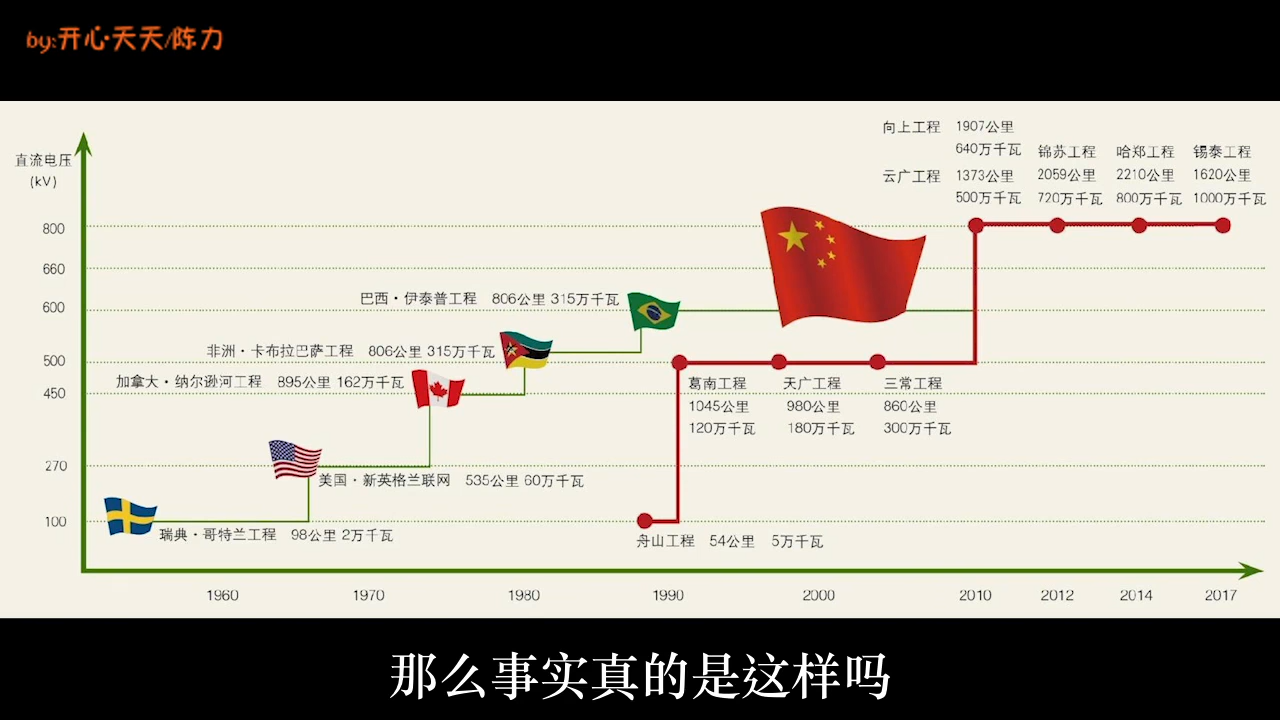 by:开心·天天/陈力
直流电压
(kV)
800
660
600
500
450
270
100
向上工程 1907公里
640万千瓦
云广工程 1373公里
500万千瓦
锦苏工程
2059公里
720万千瓦
哈郑工程
2210公里
800万千瓦
锡泰工程
1620公里
1000万千瓦
巴西·伊泰普工程 806公里 315万千瓦
非洲·卡布拉巴萨工程 806公里 315万千瓦
加拿大·纳尔逊河工程 895公里 162万千瓦
美国·新英格兰联网 535公里 60万千瓦
瑞典·哥特兰工程 98公里 2万千瓦
葛南工程
1045公里
120万千瓦
天广工程
980公里
180万千瓦
三常工程
860公里
300万千瓦
舟山工程 54公里 5万千瓦
1960 1970 1980 1990 2000 2010 2012 2014 2017
那么事实真的是这样吗